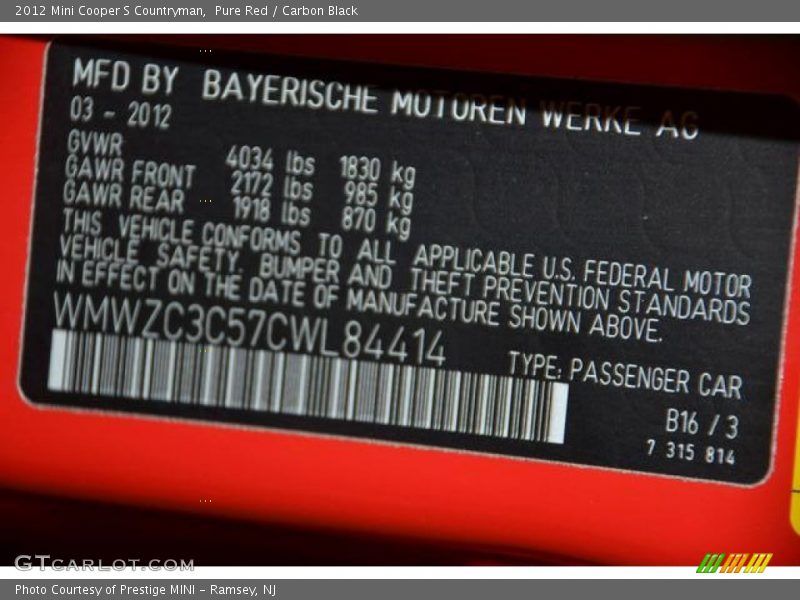 2012 Mini Cooper S Countryman,  Pure Red / Carbon Black
MFD BY BAYERISCHE MOTOREN WERKE AG
03 - 2012
GVWR 4034 lbs 1830 kg
GAWR FRONT 2172 lbs 985 kg
GAWR REAR 1918 lbs 870 kg
THIS VEHICLE CONFORMS TO ALL APPLICABLE U.S. FEDERAL MOTOR
VEHICLE SAFETY, BUMPER AND THEFT PREVENTION STANDARDS
IN EFFECT ON THE DATE OF MANUFACTURE SHOWN ABOVE.
WMWZC3C57CWL84414
TYPE: PASSENGER CAR
B16 / 3
7 315 814
GTCARLOT.COM
Photo Courtesy of Prestige MINI - Ramsey, NJ